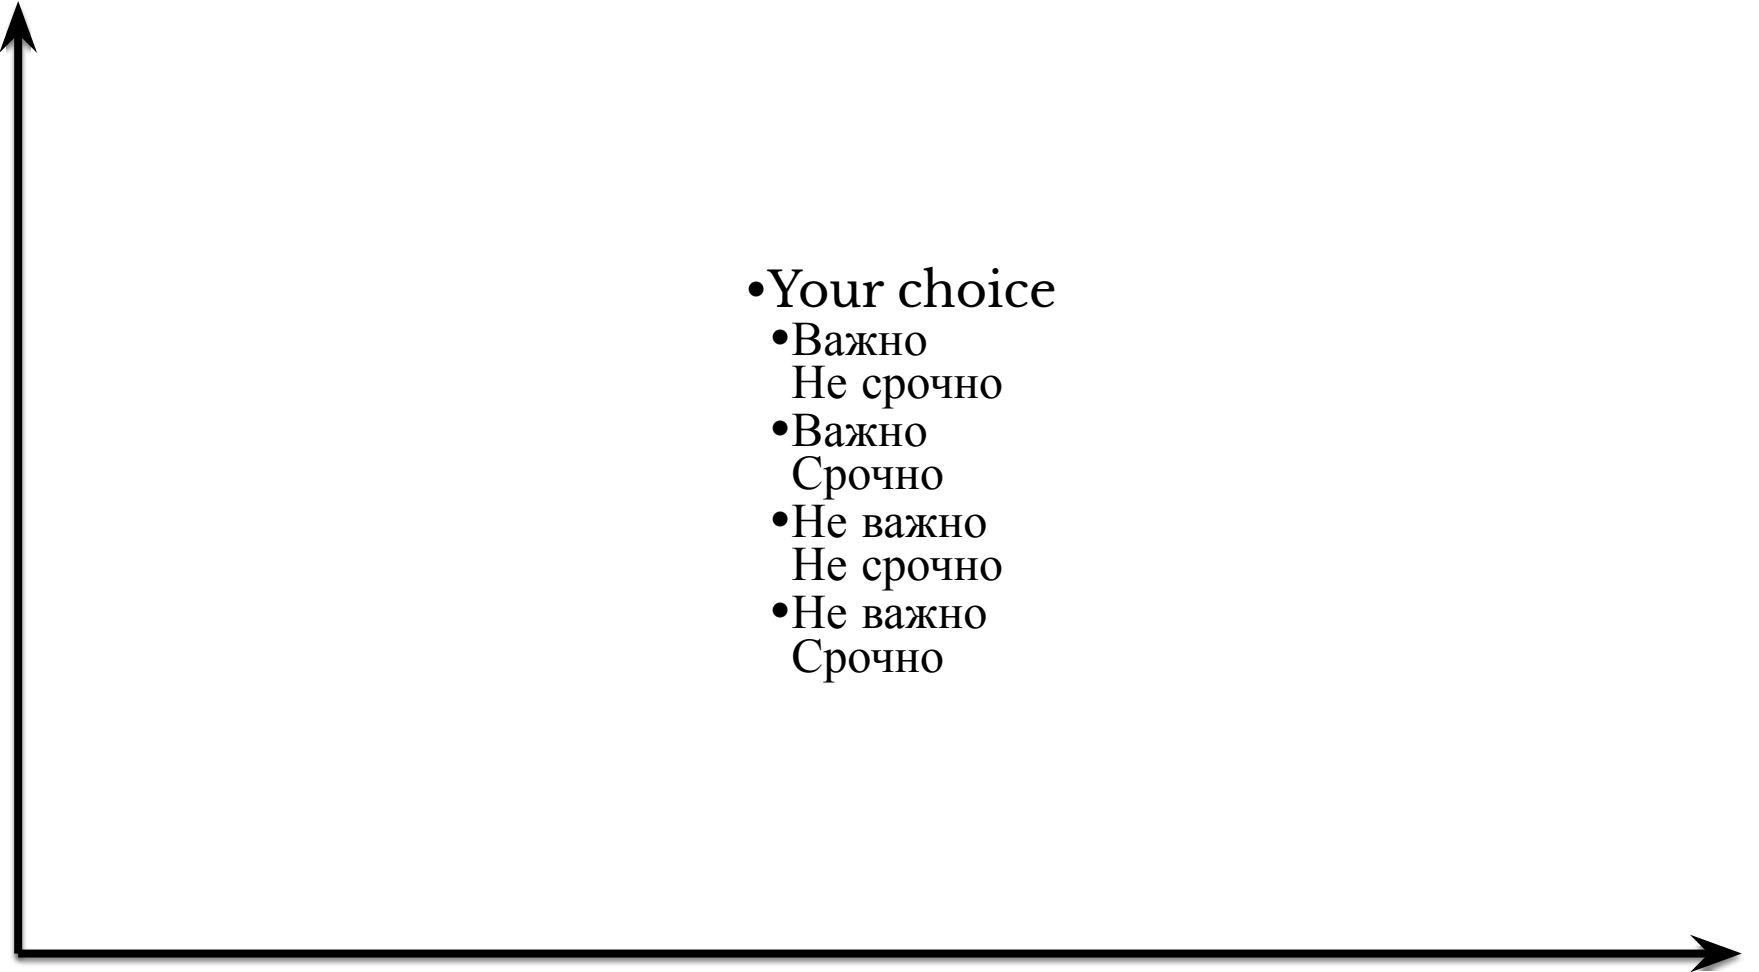 •Your choice
•Важно
Не срочно
•Важно
Срочно
•Не важно
Не срочно
•Не важно
Срочно